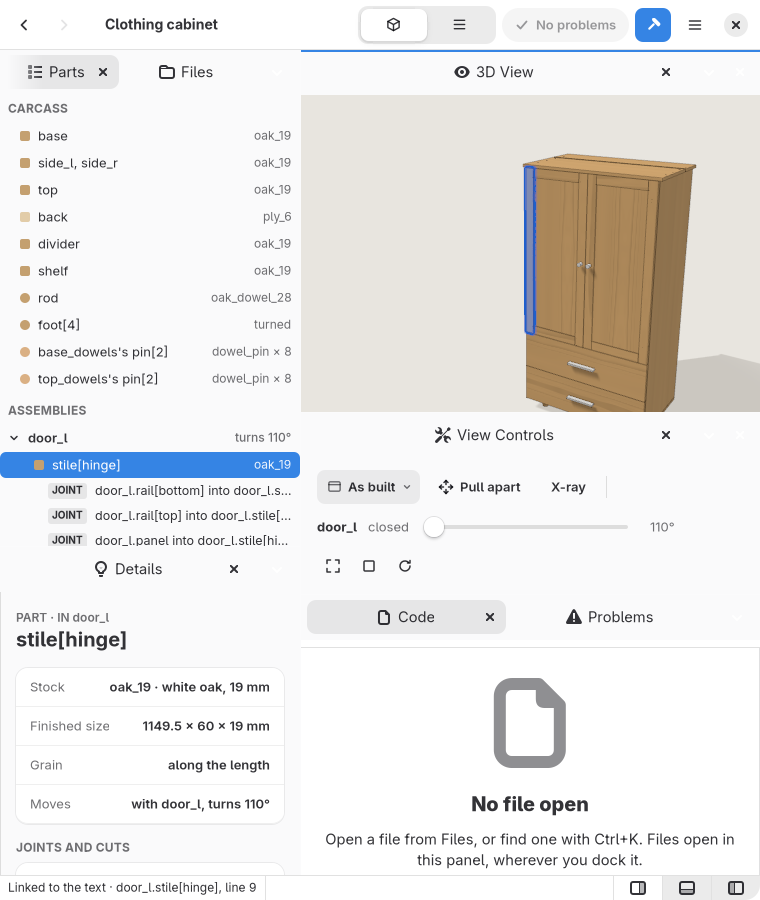 Clothing cabinet
No problems
Parts
Files
3D View
CARCASS
base oak_19
side_l, side_r oak_19
top oak_19
back ply_6
divider oak_19
shelf oak_19
rod oak_dowel_28
foot[4] turned
base_dowels's pin[2] dowel_pin × 8
top_dowels's pin[2] dowel_pin × 8
ASSEMBLIES
door_l turns 110°
stile[hinge] oak_19
JOINT door_l.rail[bottom] into door_l.s...
JOINT door_l.rail[top] into door_l.stile[...
JOINT door_l.panel into door_l.stile[hi...
View Controls
As built
Pull apart
X-ray
door_l closed 110°
Details
PART · IN door_l
stile[hinge]
Stock oak_19 · white oak, 19 mm
Finished size 1149.5 × 60 × 19 mm
Grain along the length
Moves with door_l, turns 110°
JOINTS AND CUTS
Code
Problems
No file open
Open a file from Files, or find one with Ctrl+K. Files open in
this panel, wherever you dock it.
Linked to the text · door_l.stile[hinge], line 9